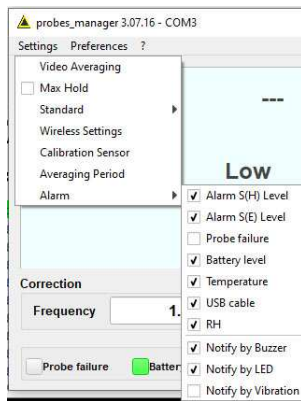 probes_manager 3.07.16 - COM3
Settings Preferences ?
Video Averaging
Max Hold
Standard
Wireless Settings
Calibration Sensor
Averaging Period
Alarm
---
Low
Alarm S(H) Level
Alarm S(E) Level
Probe failure
Battery level
Temperature
USB cable
RH
Notify by Buzzer
Notify by LED
Notify by Vibration
Correction
Frequency 1.
Probe failure Batter